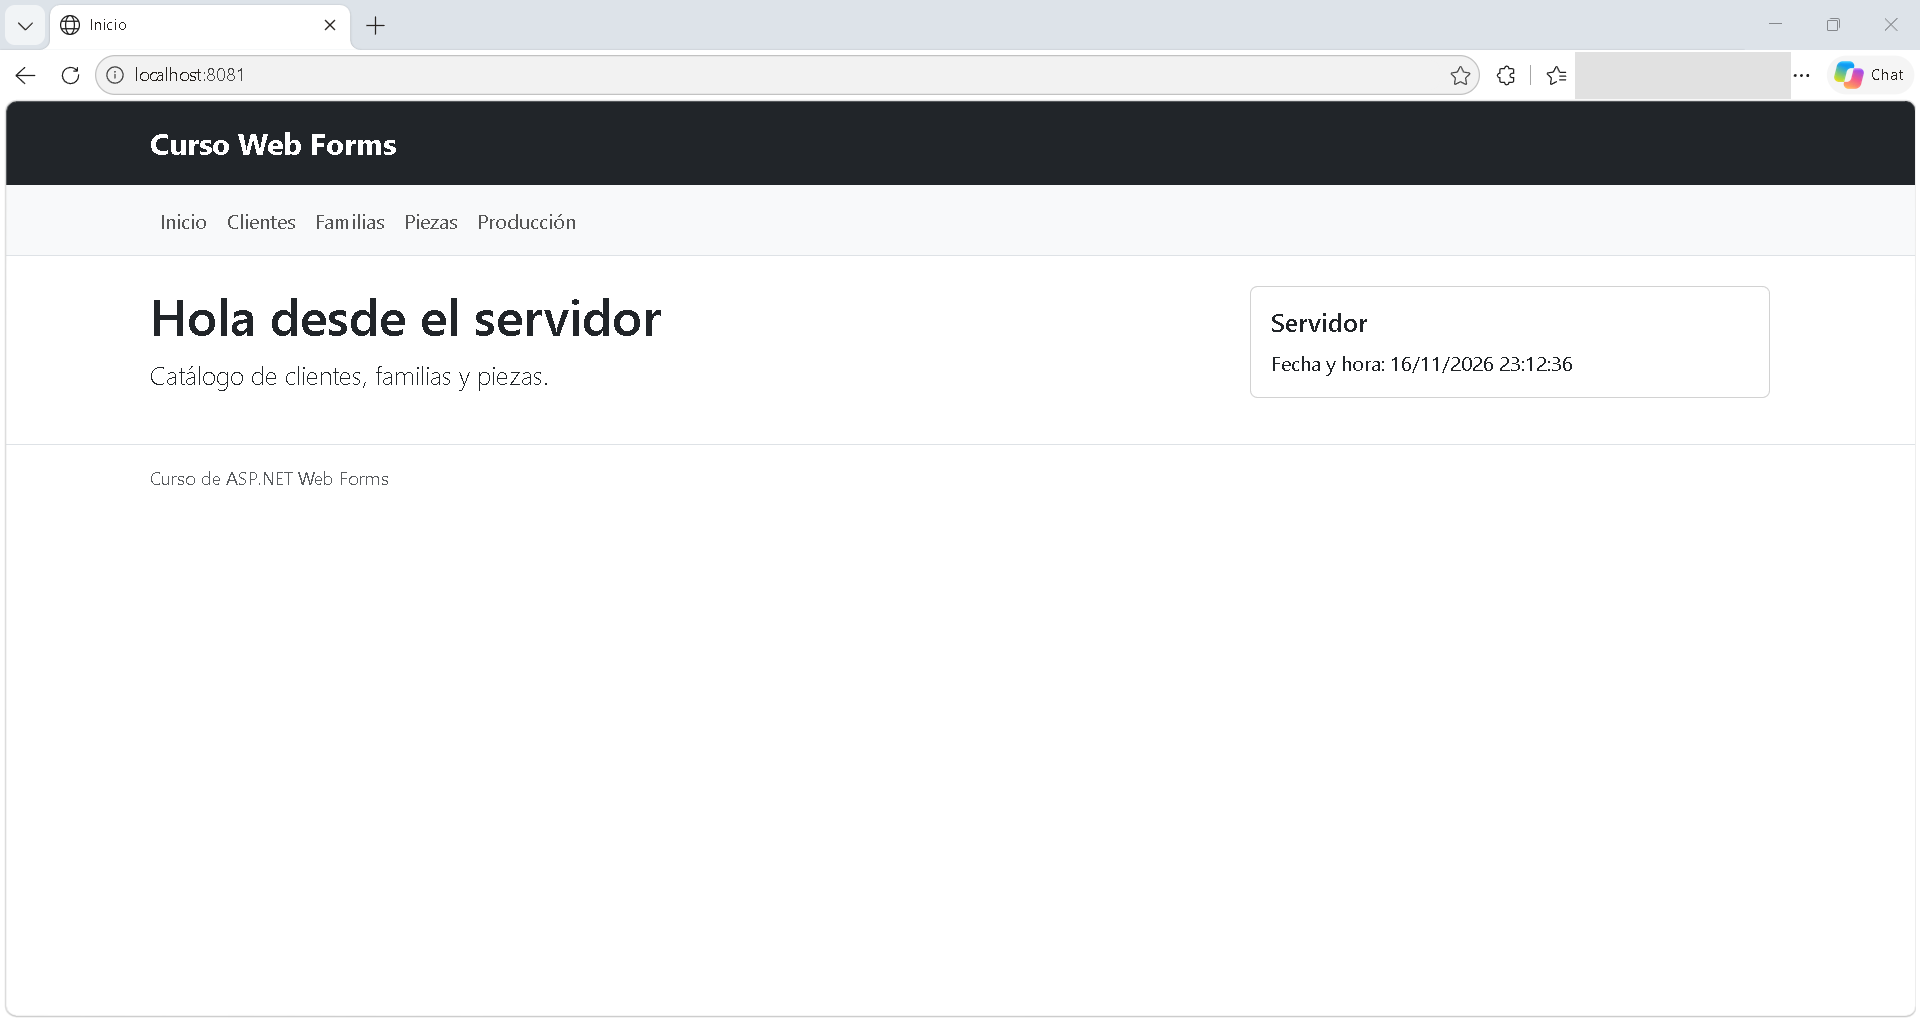 Inicio
localhost:8081
Chat
Curso Web Forms
Inicio Clientes Familias Piezas Producción
Hola desde el servidor
Catálogo de clientes, familias y piezas.
Servidor
Fecha y hora: 16/11/2026 23:12:36
Curso de ASP.NET Web Forms